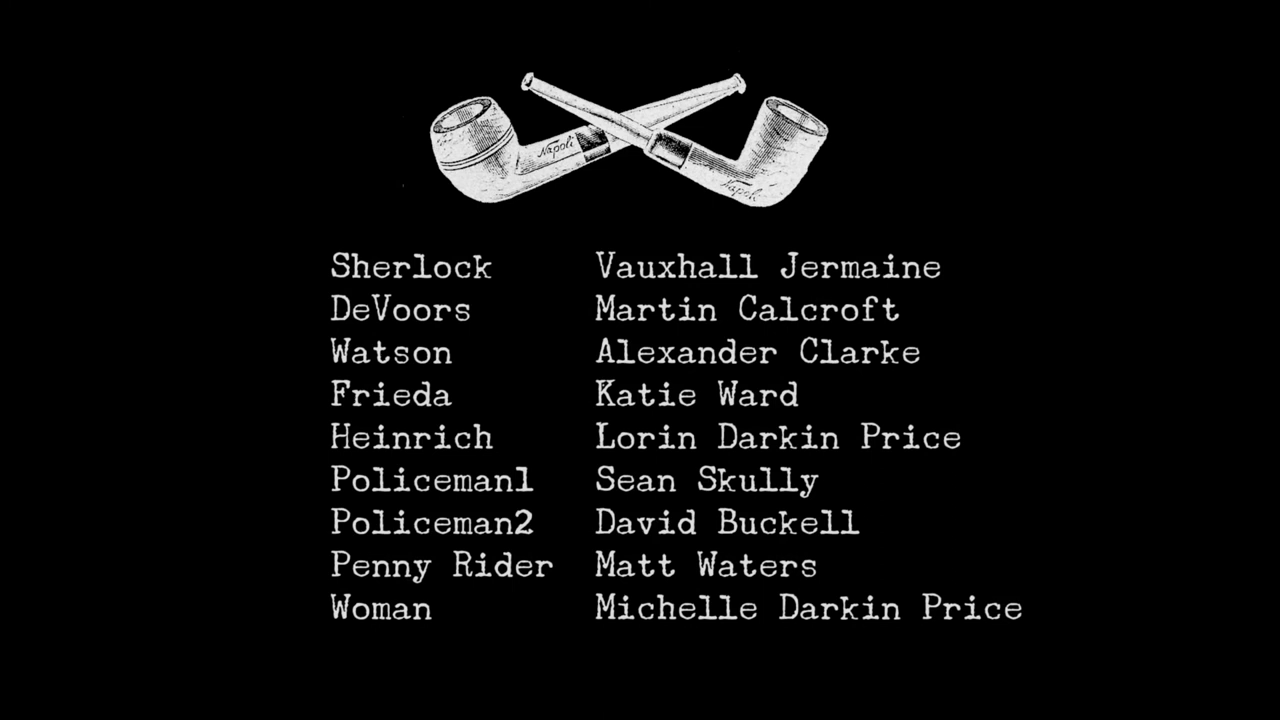 Napoli Napoli
Sherlock Vauxhall Jermaine
DeVoors Martin Calcroft
Watson Alexander Clarke
Frieda Katie Ward
Heinrich Lorin Darkin Price
Policeman1 Sean Skully
Policeman2 David Buckell
Penny Rider Matt Waters
Woman Michelle Darkin Price